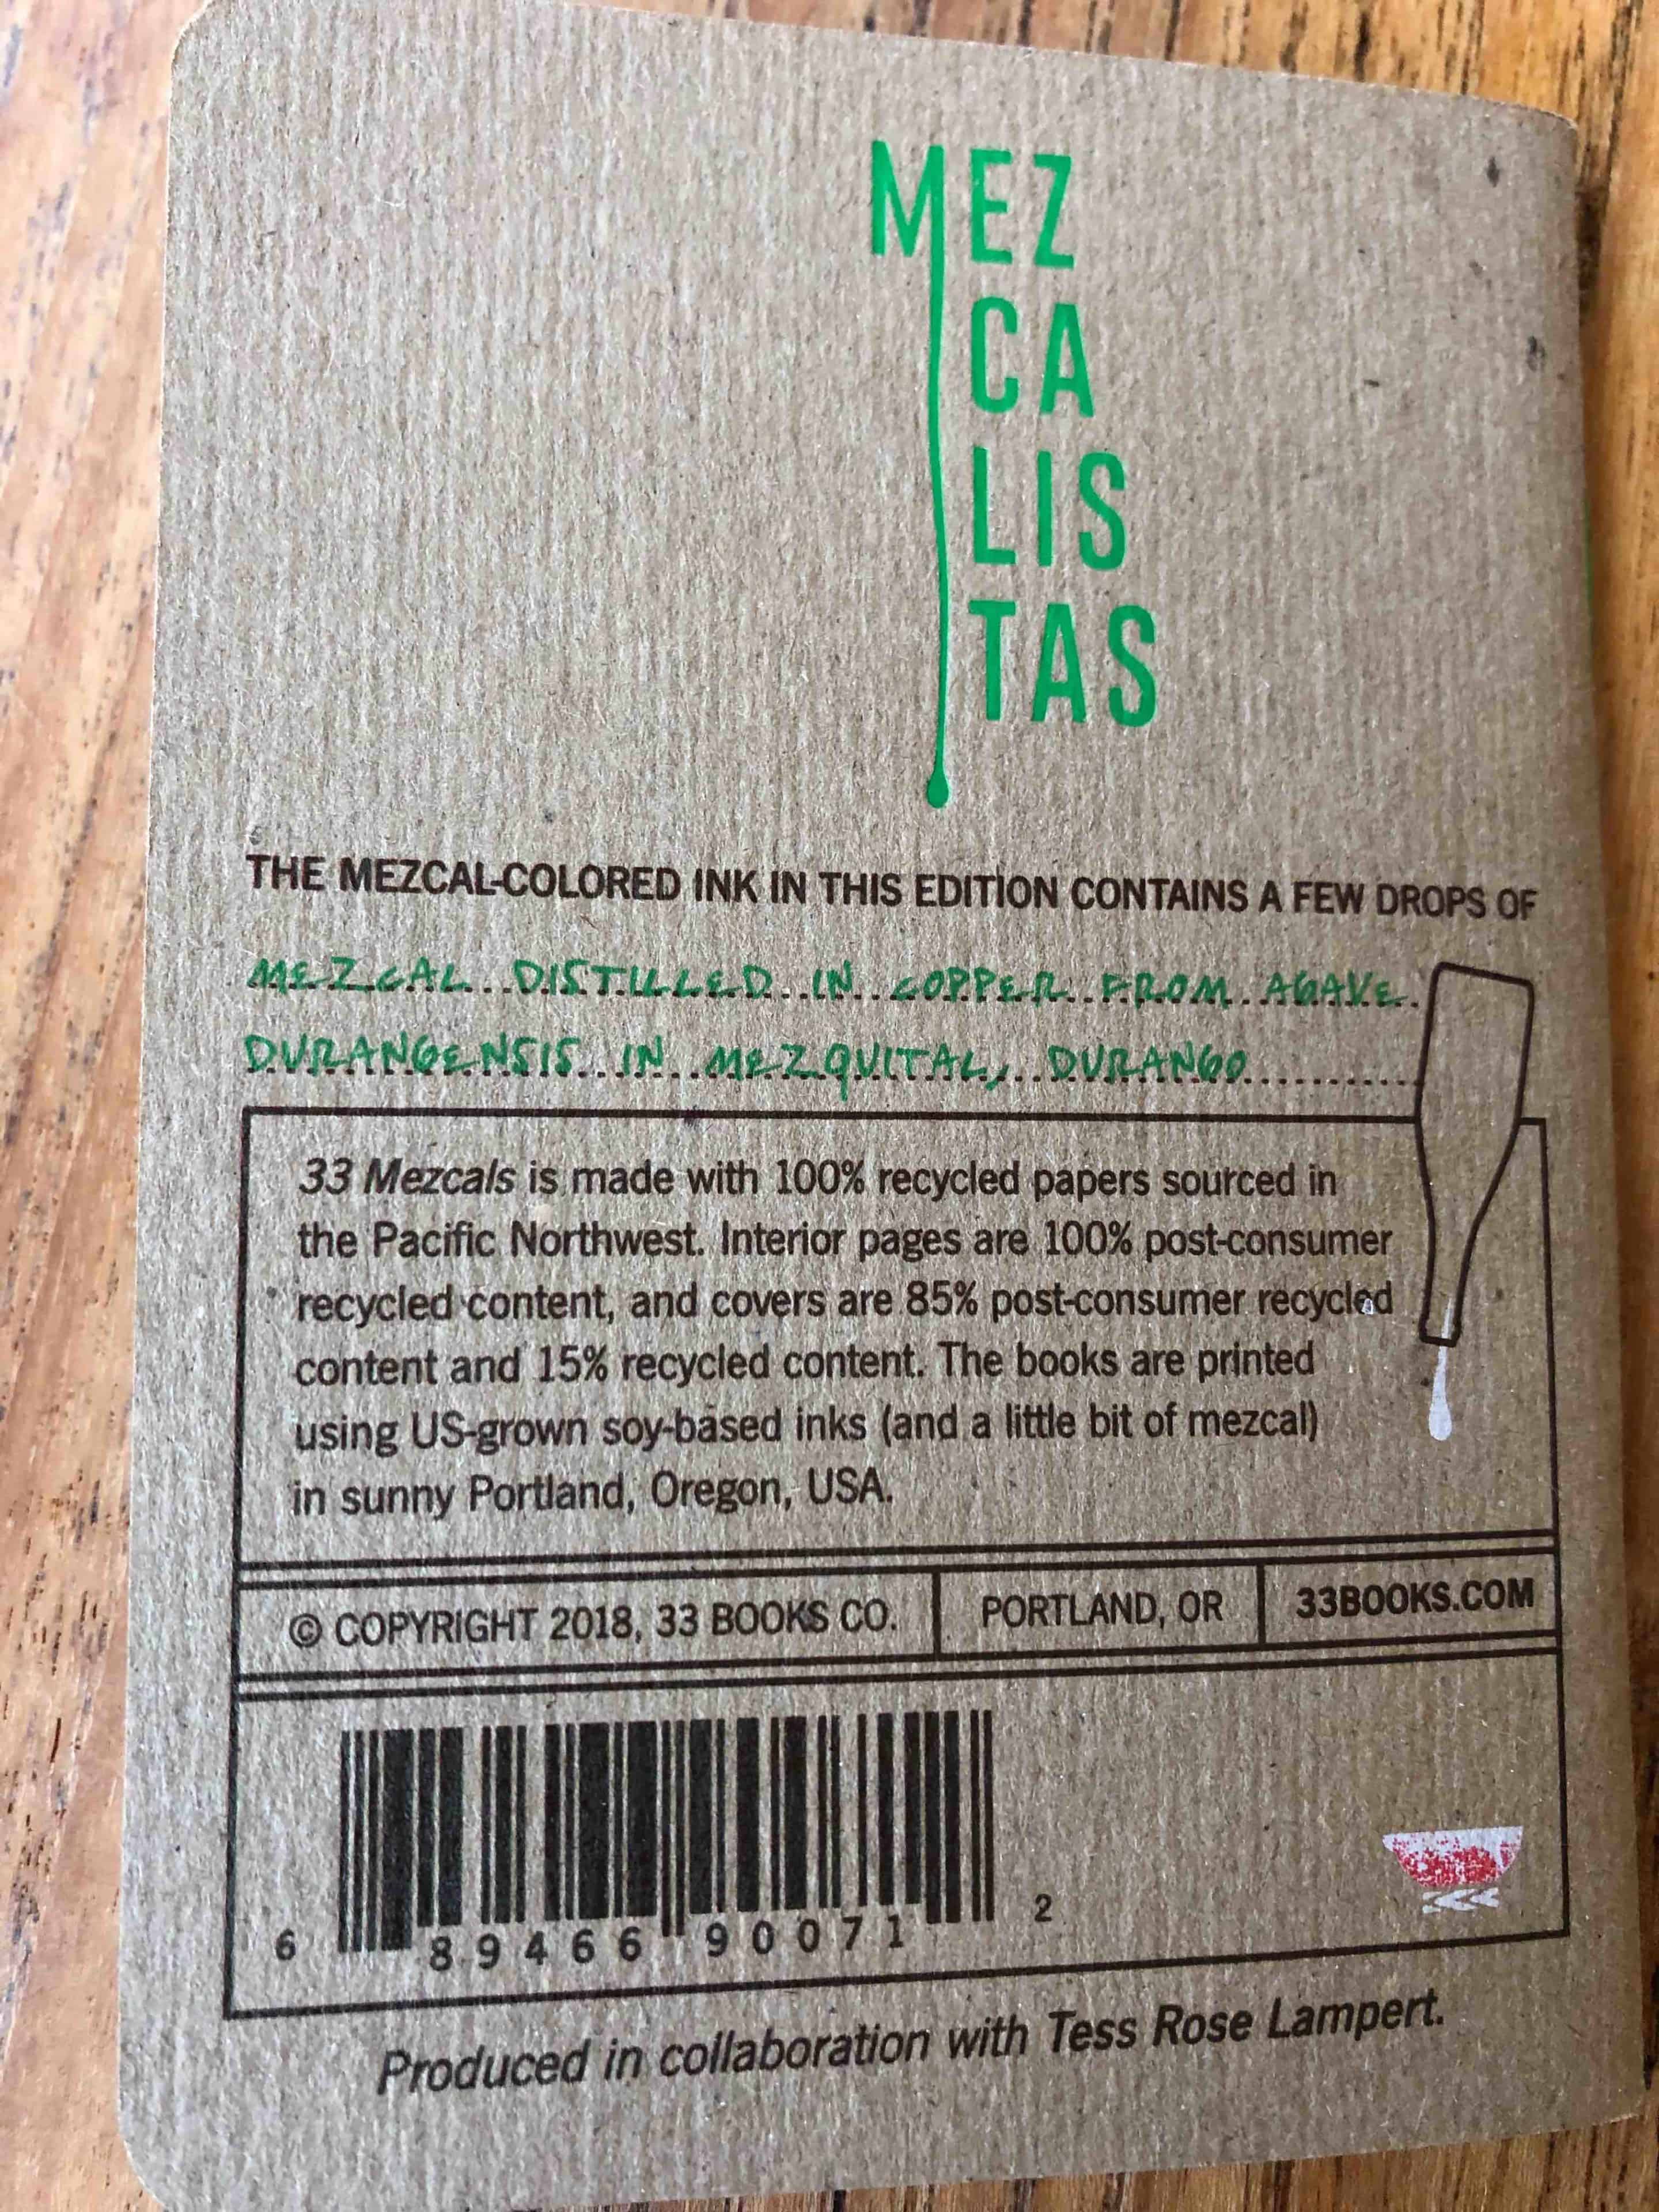 MEZ
CA
LIS
TAS
THE MEZCAL-COLORED INK IN THIS EDITION CONTAINS A FEW DROPS OF
MEZCAL DISTILLED IN COPPER FROM AGAVE
DURANGENSIS IN MEZQUITAL, DURANGO
33 Mezcals is made with 100% recycled papers sourced in
the Pacific Northwest. Interior pages are 100% post-consumer
recycled content, and covers are 85% post-consumer recycled
content and 15% recycled content. The books are printed
using US-grown soy-based inks (and a little bit of mezcal)
in sunny Portland, Oregon, USA.
© COPYRIGHT 2018, 33 BOOKS CO. PORTLAND, OR 33BOOKS.COM
6 89466 90071 2
Produced in collaboration with Tess Rose Lampert.